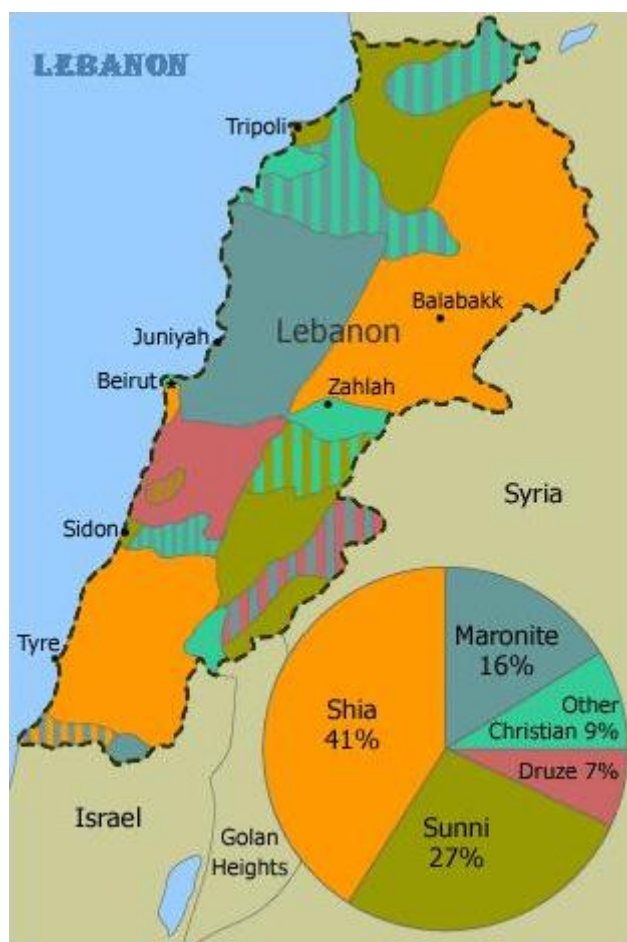 LEBANON
Tripoli
Balabakk
Lebanon
Juniyah
Beirut
Zahlah
Syria
Sidon
Tyre
Maronite
16%
Other
Christian 9%
Shia
41%
Druze 7%
Sunni
27%
Israel
Golan
Heights